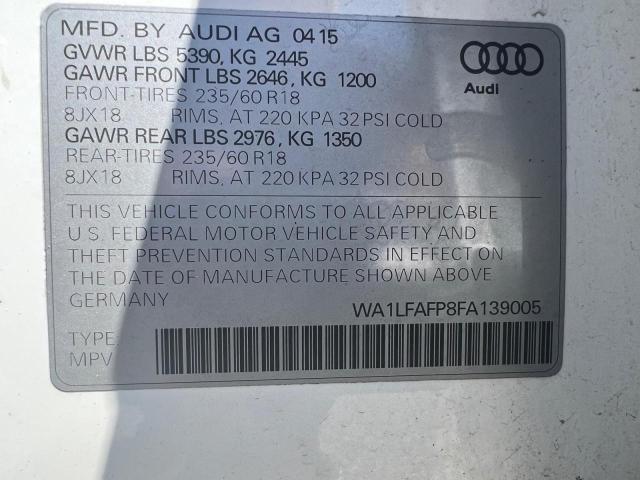 MFD. BY AUDI AG 04 15
GVWR LBS 5390, KG 2445
GAWR FRONT LBS 2646, KG 1200
FRONT-TIRES 235/60 R18
8JX18 RIMS, AT 220 KPA 32 PSI COLD
GAWR REAR LBS 2976, KG 1350
REAR-TIRES 235/60 R18
8JX18 RIMS, AT 220 KPA 32 PSI COLD
Audi
THIS VEHICLE CONFORMS TO ALL APPLICABLE
U.S. FEDERAL MOTOR VEHICLE SAFETY AND
THEFT PREVENTION STANDARDS IN EFFECT ON
THE DATE OF MANUFACTURE SHOWN ABOVE
GERMANY
WA1LFAFP8FA139005
TYPE:
MPV